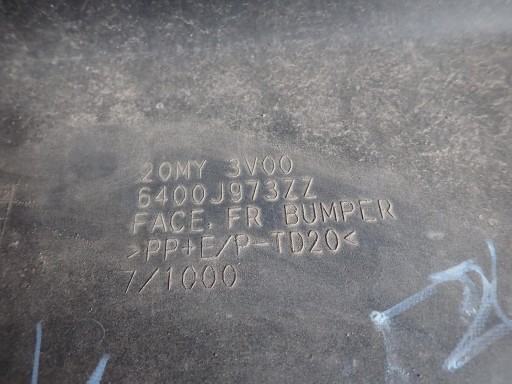 20MY 3V00
6400J973ZZ
FACE, FR BUMPER
>PP+E/P-TD20<
7/1000